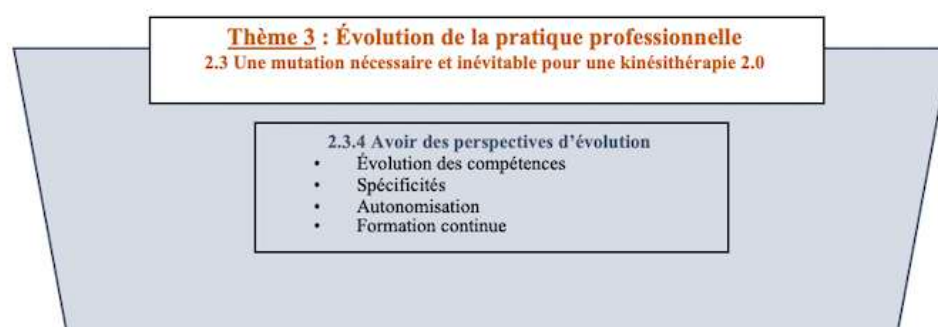 Thème 3 : Évolution de la pratique professionnelle
2.3 Une mutation nécessaire et inévitable pour une kinésithérapie 2.0
2.3.4 Avoir des perspectives d'évolution
• Évolution des compétences
• Spécificités
• Autonomisation
• Formation continue